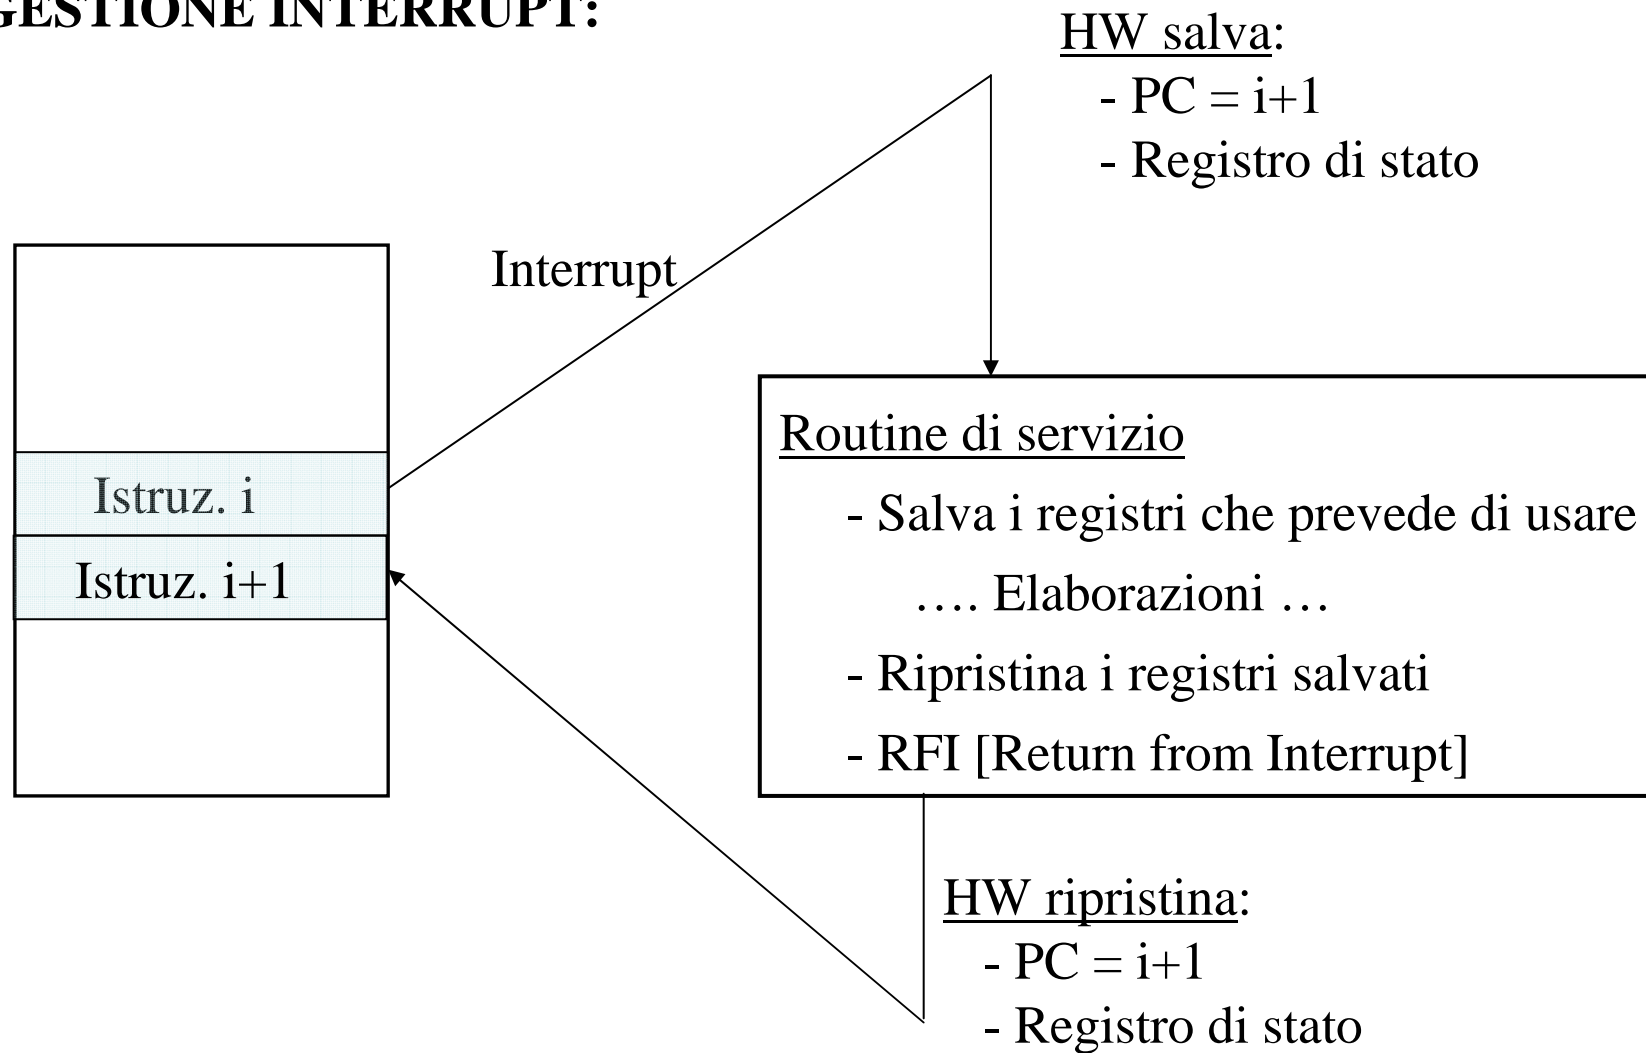 GESTIONE INTERRUPT:
HW salva:
- PC = i+1
- Registro di stato
Interrupt
Istruz. i
Istruz. i+1
Routine di servizio
- Salva i registri che prevede di usare
…. Elaborazioni …
- Ripristina i registri salvati
- RFI [Return from Interrupt]
HW ripristina:
- PC = i+1
- Registro di stato